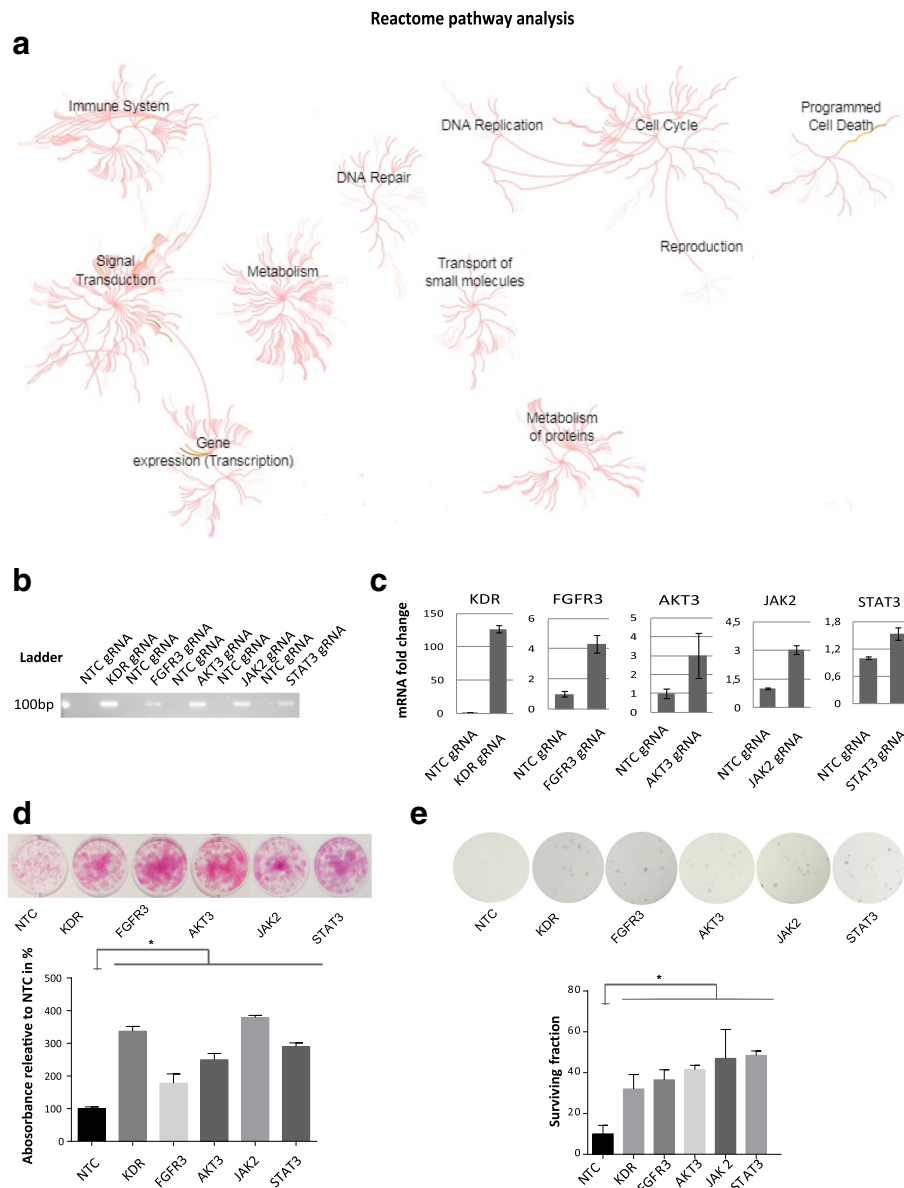 Reactome pathway analysis
a
Immune System
DNA Replication
Cell Cycle
Programmed
Cell Death
DNA Repair
Signal
Transduction
Metabolism
Transport of
small molecules
Reproduction
Gene
expression (Transcription)
Metabolism
of proteins
b
Ladder
NTC gRNA
KDR gRNA
NTC gRNA
FGFR3 gRNA
NTC gRNA
AKT3 gRNA
NTC gRNA
JAK2 gRNA
NTC gRNA
STAT3 gRNA
100bp
c
mRNA fold change
KDR
150
100
50
0
NTC gRNA
KDR gRNA
FGFR3
6
4
2
0
NTC gRNA
FGFR3 gRNA
AKT3
5
4
3
2
1
0
NTC gRNA
AKT3 gRNA
JAK2
4,5
3
1,5
0
NTC gRNA
JAK2 gRNA
STAT3
1,8
1,2
0,6
0
NTC gRNA
STAT3 gRNA
d
NTC
KDR
FGFR3
AKT3
JAK2
STAT3
*
Abosorbance releative to NTC in %
500
400
300
200
100
0
NTC
KDR
FGFR3
AKT3
JAK2
STAT3
e
NTC
KDR
FGFR3
AKT3
JAK2
STAT3
*
Surviving fraction
80
60
40
20
0
NTC
KDR
FGFR3
AKT3
JAK 2
STAT3